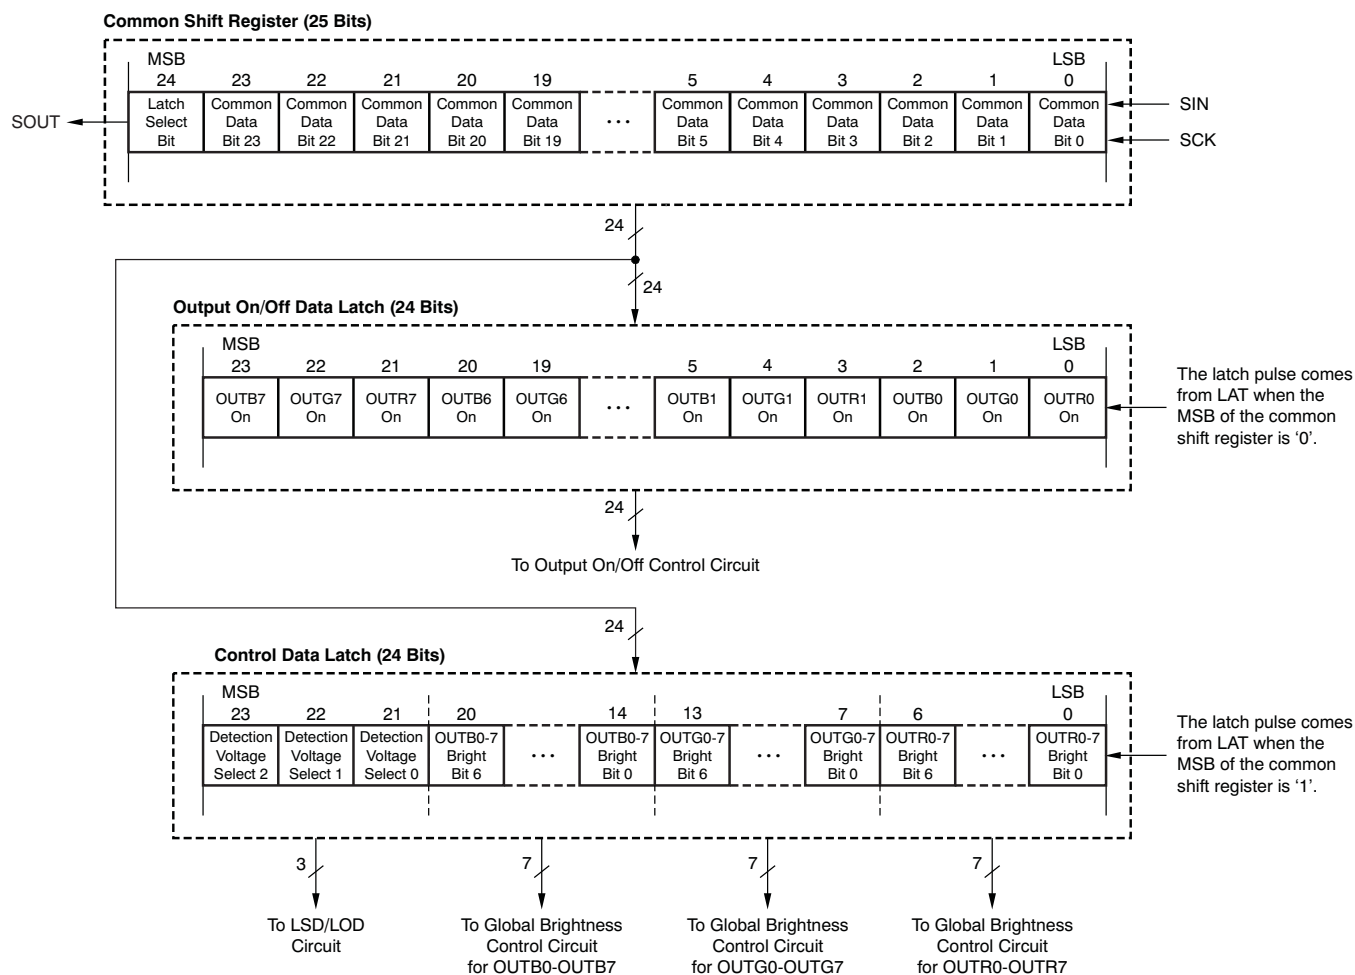 Common Shift Register (25 Bits)
MSB LSB
24 23 22 21 20 19 5 4 3 2 1 0
Latch Select Bit
Common Data Bit 23
Common Data Bit 22
Common Data Bit 21
Common Data Bit 20
Common Data Bit 19
...
Common Data Bit 5
Common Data Bit 4
Common Data Bit 3
Common Data Bit 2
Common Data Bit 1
Common Data Bit 0
SOUT
SIN
SCK
24
24
Output On/Off Data Latch (24 Bits)
MSB LSB
23 22 21 20 19 5 4 3 2 1 0
OUTB7 On
OUTG7 On
OUTR7 On
OUTB6 On
OUTG6 On
...
OUTB1 On
OUTG1 On
OUTR1 On
OUTB0 On
OUTG0 On
OUTR0 On
The latch pulse comes
from LAT when the
MSB of the common
shift register is ‘0’.
24
To Output On/Off Control Circuit
24
Control Data Latch (24 Bits)
MSB LSB
23 22 21 20 14 13 7 6 0
Detection Voltage Select 2
Detection Voltage Select 1
Detection Voltage Select 0
OUTB0-7 Bright Bit 6
...
OUTB0-7 Bright Bit 0
OUTG0-7 Bright Bit 6
...
OUTG0-7 Bright Bit 0
OUTR0-7 Bright Bit 6
...
OUTR0-7 Bright Bit 0
The latch pulse comes
from LAT when the
MSB of the common
shift register is ‘1’.
3 7 7 7
To LSD/LOD
Circuit
To Global Brightness
Control Circuit
for OUTB0-OUTB7
To Global Brightness
Control Circuit
for OUTG0-OUTG7
To Global Brightness
Control Circuit
for OUTR0-OUTR7